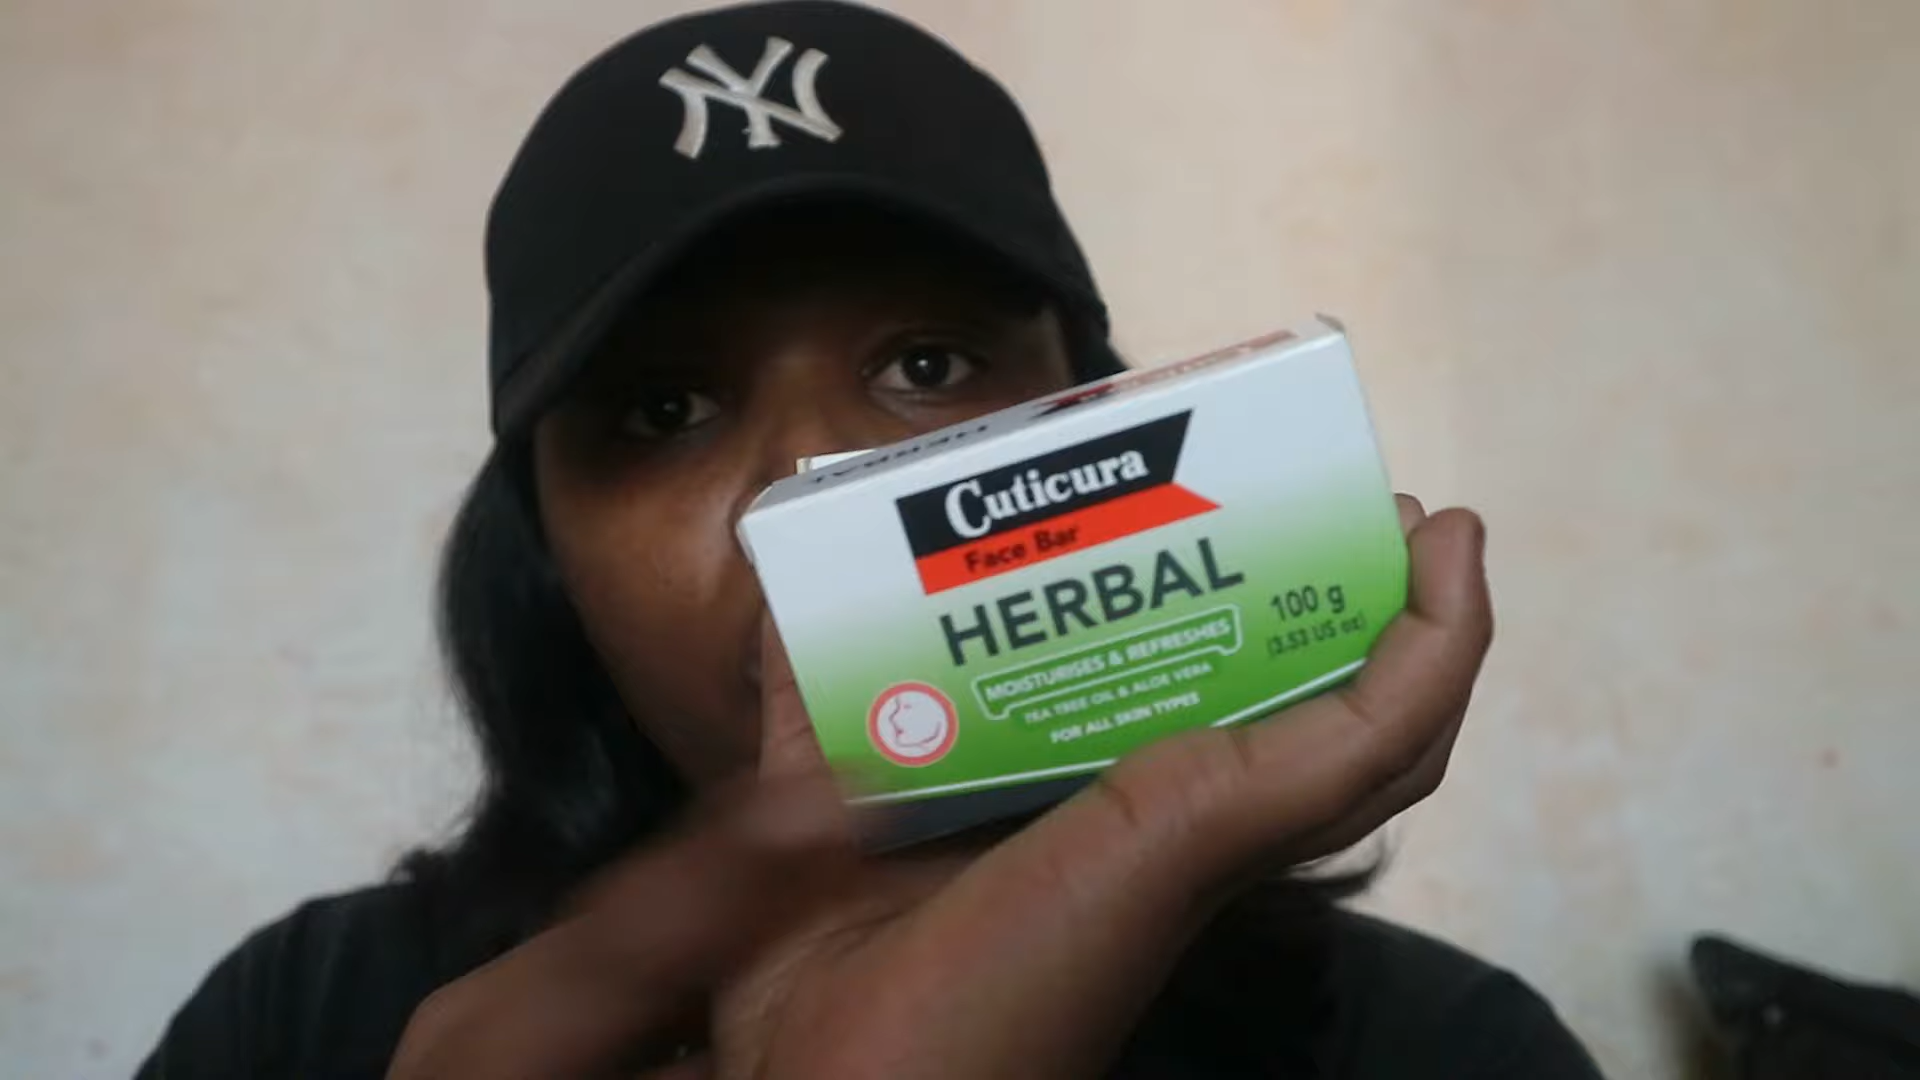 NY
HERBAL
Cuticura
Face Bar
HERBAL
100 g
(3.53 US oz)
MOISTURISES & REFRESHES
TEA TREE OIL & ALOE VERA
FOR ALL SKIN TYPES